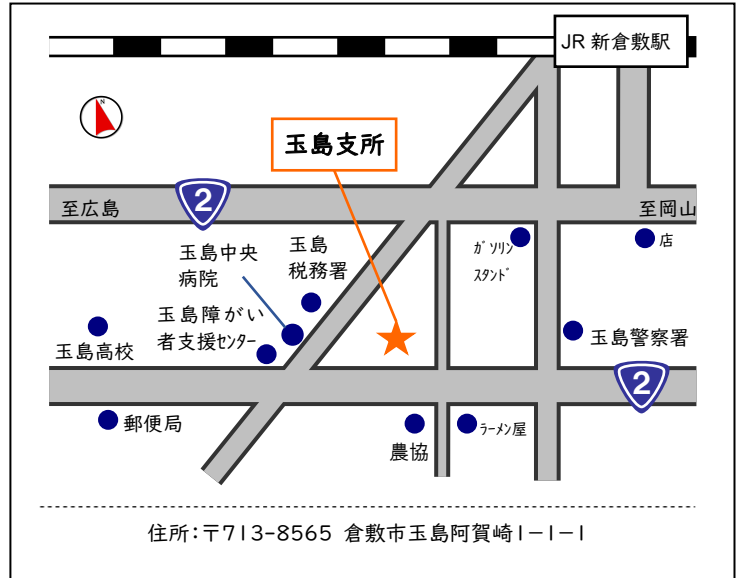 JR 新倉敷駅
N
玉島支所
2
至広島
至岡山
玉島中央
病院
玉島
税務署
ｶﾞｿﾘﾝ
ｽﾀﾝﾄﾞ
店
玉島障がい
者支援ｾﾝﾀｰ
玉島高校
玉島警察署
2
郵便局
農協
ﾗｰﾒﾝ屋
住所:〒713-8565 倉敷市玉島阿賀崎1-1-1